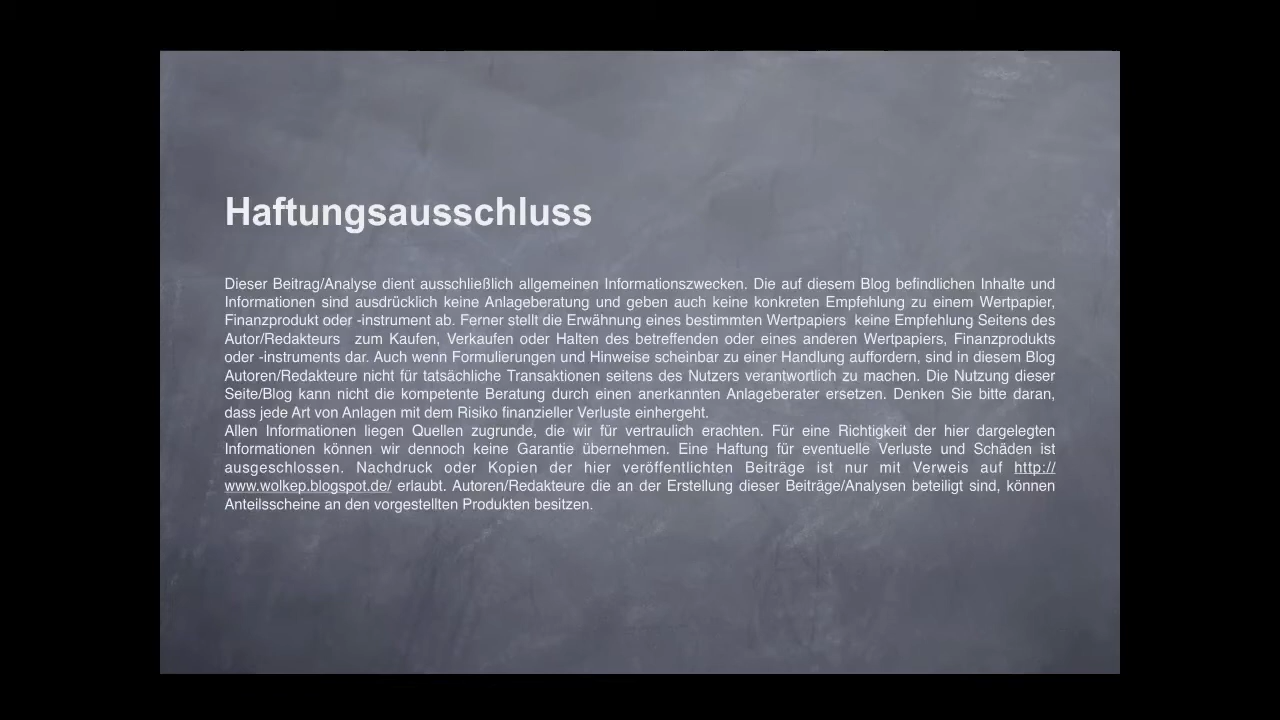 Haftungsausschluss
Dieser Beitrag/Analyse dient ausschließlich allgemeinen Informationszwecken. Die auf diesem Blog befindlichen Inhalte und
Informationen sind ausdrücklich keine Anlageberatung und geben auch keine konkreten Empfehlung zu einem Wertpapier,
Finanzprodukt oder -instrument ab. Ferner stellt die Erwähnung eines bestimmten Wertpapiers keine Empfehlung Seitens des
Autor/Redakteurs zum Kaufen, Verkaufen oder Halten des betreffenden oder eines anderen Wertpapiers, Finanzprodukts
oder -instruments dar. Auch wenn Formulierungen und Hinweise scheinbar zu einer Handlung auffordern, sind in diesem Blog
Autoren/Redakteure nicht für tatsächliche Transaktionen seitens des Nutzers verantwortlich zu machen. Die Nutzung dieser
Seite/Blog kann nicht die kompetente Beratung durch einen anerkannten Anlageberater ersetzen. Denken Sie bitte daran,
dass jede Art von Anlagen mit dem Risiko finanzieller Verluste einhergeht.
Allen Informationen liegen Quellen zugrunde, die wir für vertraulich erachten. Für eine Richtigkeit der hier dargelegten
Informationen können wir dennoch keine Garantie übernehmen. Eine Haftung für eventuelle Verluste und Schäden ist
ausgeschlossen. Nachdruck oder Kopien der hier veröffentlichten Beiträge ist nur mit Verweis auf http://
www.wolkep.blogspot.de/ erlaubt. Autoren/Redakteure die an der Erstellung dieser Beiträge/Analysen beteiligt sind, können
Anteilsscheine an den vorgestellten Produkten besitzen.